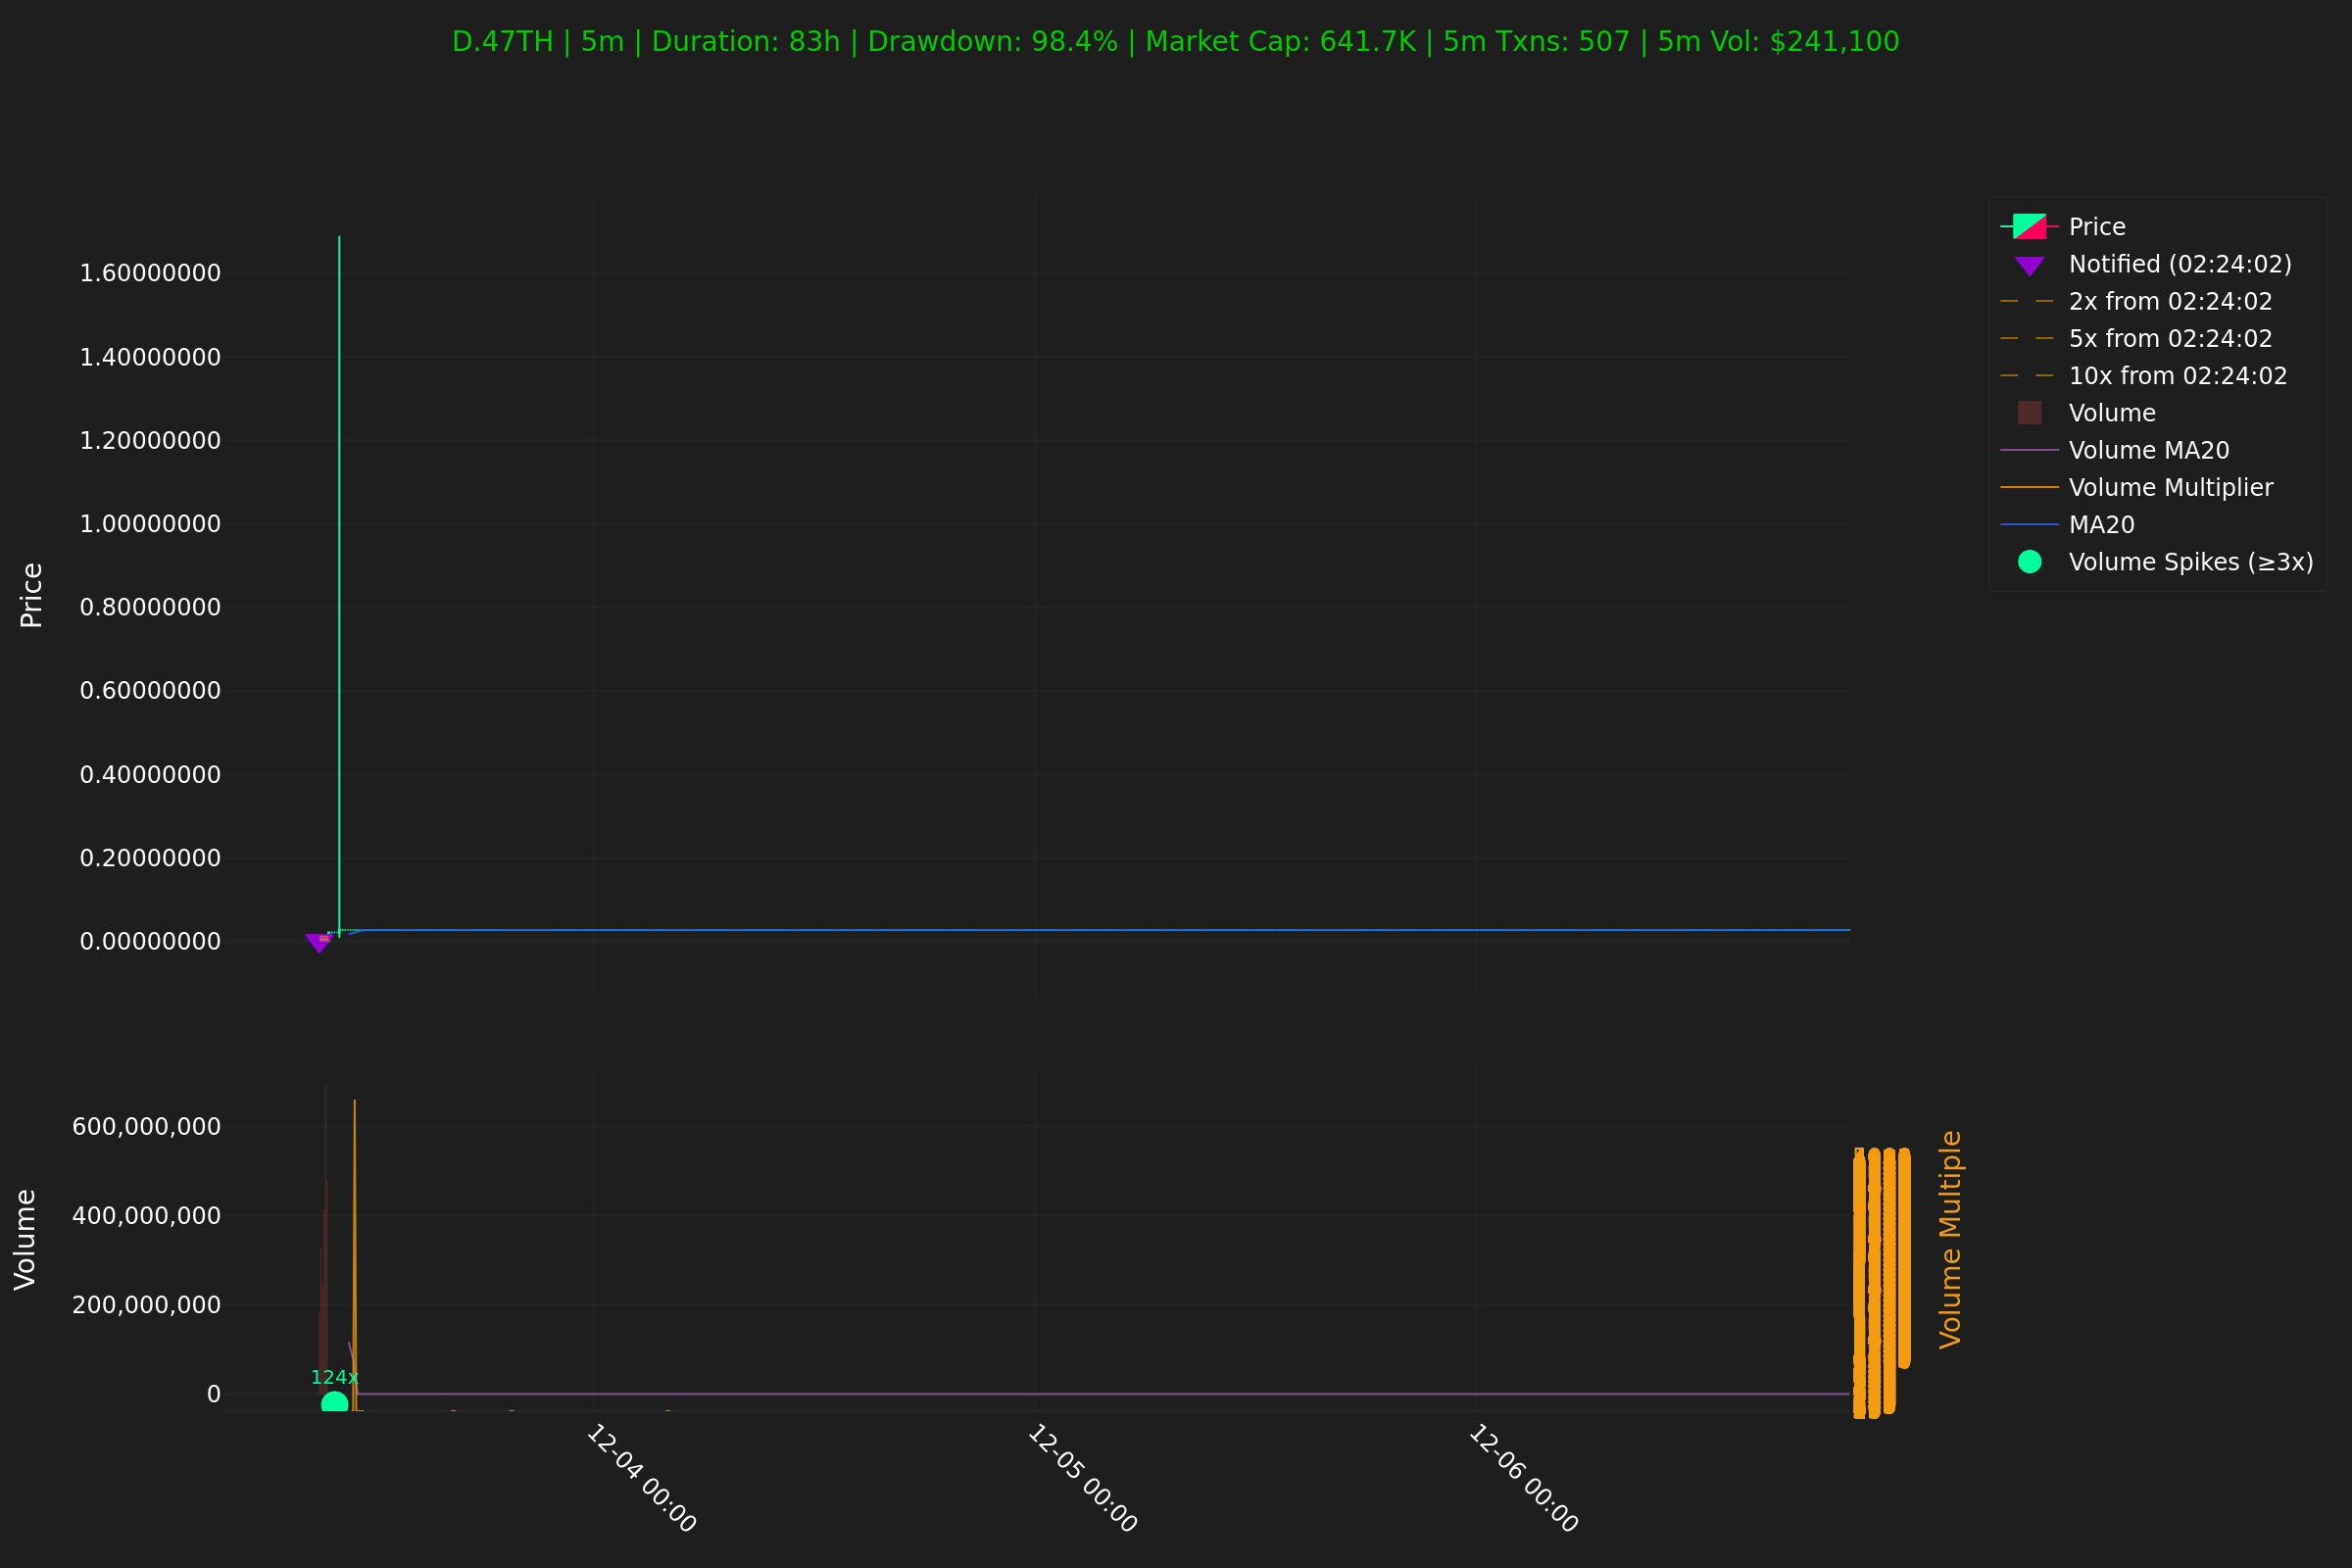 D.47TH | 5m | Duration: 83h | Drawdown: 98.4% | Market Cap: 641.7K | 5m Txns: 507 | 5m Vol: $241,100
Price
1.60000000
1.40000000
1.20000000
1.00000000
0.80000000
0.60000000
0.40000000
0.20000000
0.00000000
Price
Notified (02:24:02)
2x from 02:24:02
5x from 02:24:02
10x from 02:24:02
Volume
Volume MA20
Volume Multiplier
MA20
Volume Spikes (≥3x)
Volume
600,000,000
400,000,000
200,000,000
0
124x
Volume Multiple
12-04 00:00
12-05 00:00
12-06 00:00